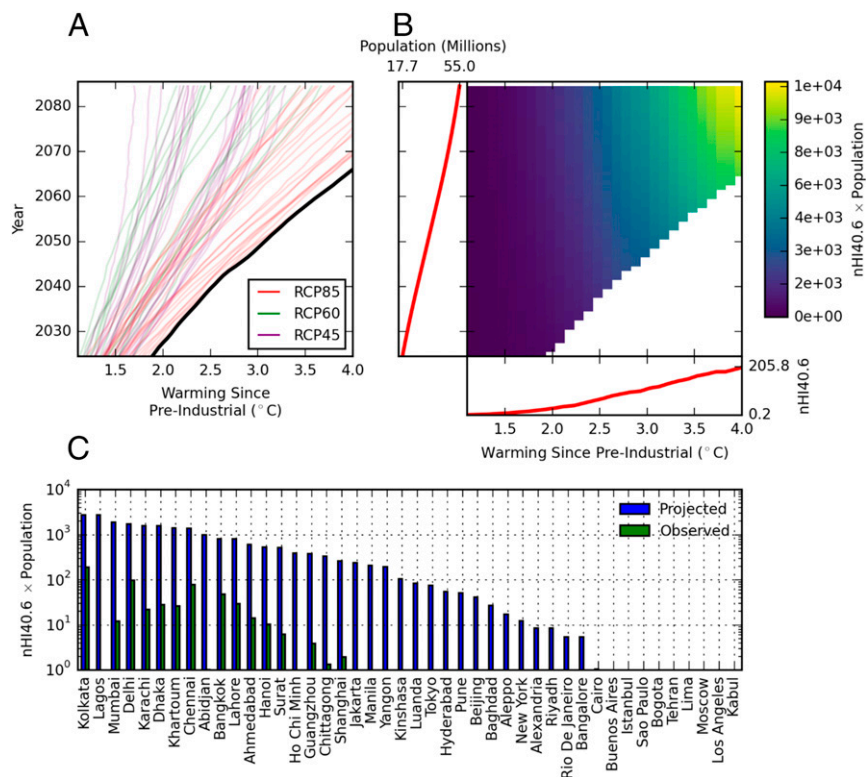 A
B
Population (Millions)
17.7 55.0
2080
2070
2060
2050
2040
2030
Year
RCP85
RCP60
RCP45
1.5 2.0 2.5 3.0 3.5 4.0
Warming Since
Pre-Industrial (°C)
1e+04
9e+03
8e+03
6e+03
5e+03
4e+03
3e+03
2e+03
0e+00
nHI40.6 × Population
205.8
0.2
nHI40.6
1.5 2.0 2.5 3.0 3.5 4.0
Warming Since Pre-Industrial (°C)
C
10^4
10^3
10^2
10^1
10^0
nHI40.6 × Population
Projected
Observed
Kolkata
Lagos
Mumbai
Delhi
Karachi
Dhaka
Khartoum
Chennai
Abidjan
Bangkok
Lahore
Ahmedabad
Hanoi
Surat
Ho Chi Minh
Guangzhou
Chittagong
Shanghai
Jakarta
Manila
Yangon
Kinshasa
Luanda
Tokyo
Hyderabad
Pune
Beijing
Baghdad
Aleppo
New York
Alexandria
Riyadh
Rio De Janeiro
Bangalore
Cairo
Buenos Aires
Istanbul
Sao Paulo
Bogota
Tehran
Lima
Moscow
Los Angeles
Kabul